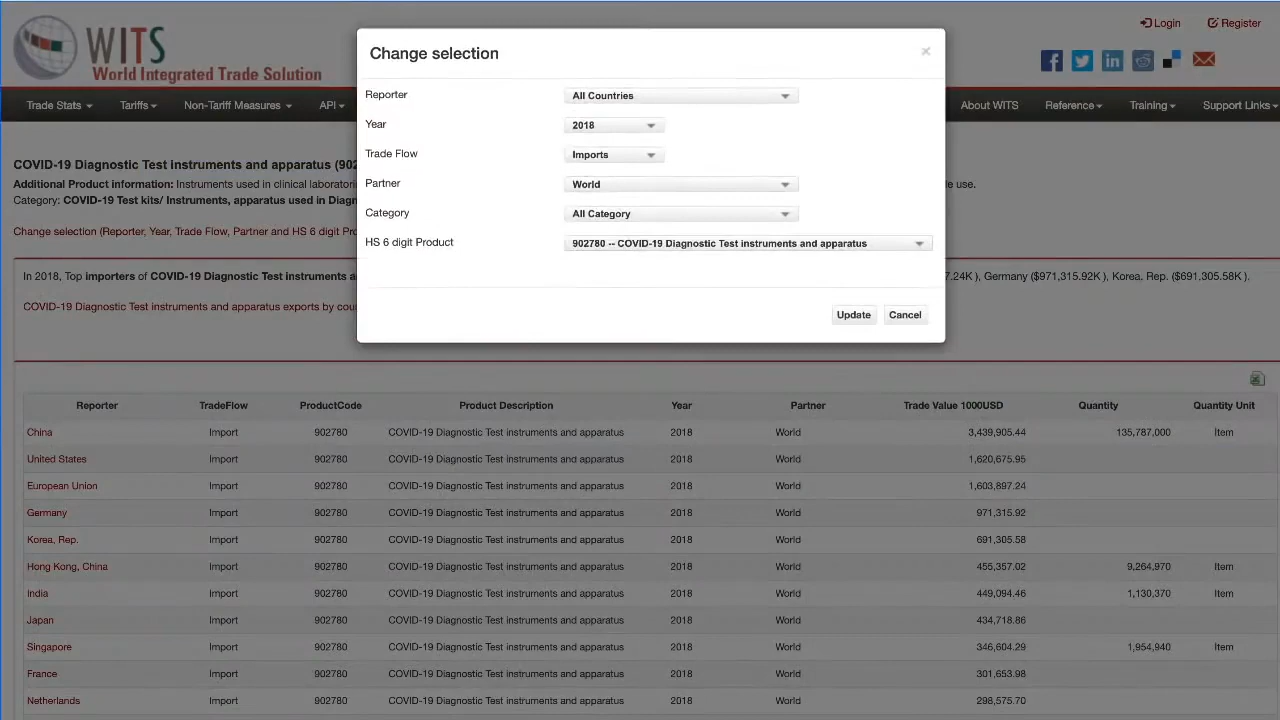 WITS
World Integrated Trade Solution
Login
Register
Trade Stats
Tariffs
Non-Tariff Measures
API
About WITS
Reference
Training
Support Links
Change selection
×
Reporter All Countries
Year 2018
Trade Flow Imports
Partner World
Category All Category
HS 6 digit Product 902780 -- COVID-19 Diagnostic Test instruments and apparatus
Update Cancel
COVID-19 Diagnostic Test instruments and apparatus (902
Additional Product information: Instruments used in clinical laboratori
e use.
Category: COVID-19 Test kits/ Instruments, apparatus used in Diagn
Change selection (Reporter, Year, Trade Flow, Partner and HS 6 digit Pr
In 2018, Top importers of COVID-19 Diagnostic Test instruments a
7.24K ), Germany ($971,315.92K ), Korea, Rep. ($691,305.58K ).
COVID-19 Diagnostic Test instruments and apparatus exports by cou
Reporter TradeFlow ProductCode Product Description Year Partner Trade Value 1000USD Quantity Quantity Unit
China Import 902780 COVID-19 Diagnostic Test instruments and apparatus 2018 World 3,439,905.44 135,787,000 Item
United States Import 902780 COVID-19 Diagnostic Test instruments and apparatus 2018 World 1,620,675.95
European Union Import 902780 COVID-19 Diagnostic Test instruments and apparatus 2018 World 1,603,897.24
Germany Import 902780 COVID-19 Diagnostic Test instruments and apparatus 2018 World 971,315.92
Korea, Rep. Import 902780 COVID-19 Diagnostic Test instruments and apparatus 2018 World 691,305.58
Hong Kong, China Import 902780 COVID-19 Diagnostic Test instruments and apparatus 2018 World 455,357.02 9,264,970 Item
India Import 902780 COVID-19 Diagnostic Test instruments and apparatus 2018 World 449,094.46 1,130,370 Item
Japan Import 902780 COVID-19 Diagnostic Test instruments and apparatus 2018 World 434,718.86
Singapore Import 902780 COVID-19 Diagnostic Test instruments and apparatus 2018 World 346,604.29 1,954,940 Item
France Import 902780 COVID-19 Diagnostic Test instruments and apparatus 2018 World 301,653.98
Netherlands Import 902780 COVID-19 Diagnostic Test instruments and apparatus 2018 World 298,575.70